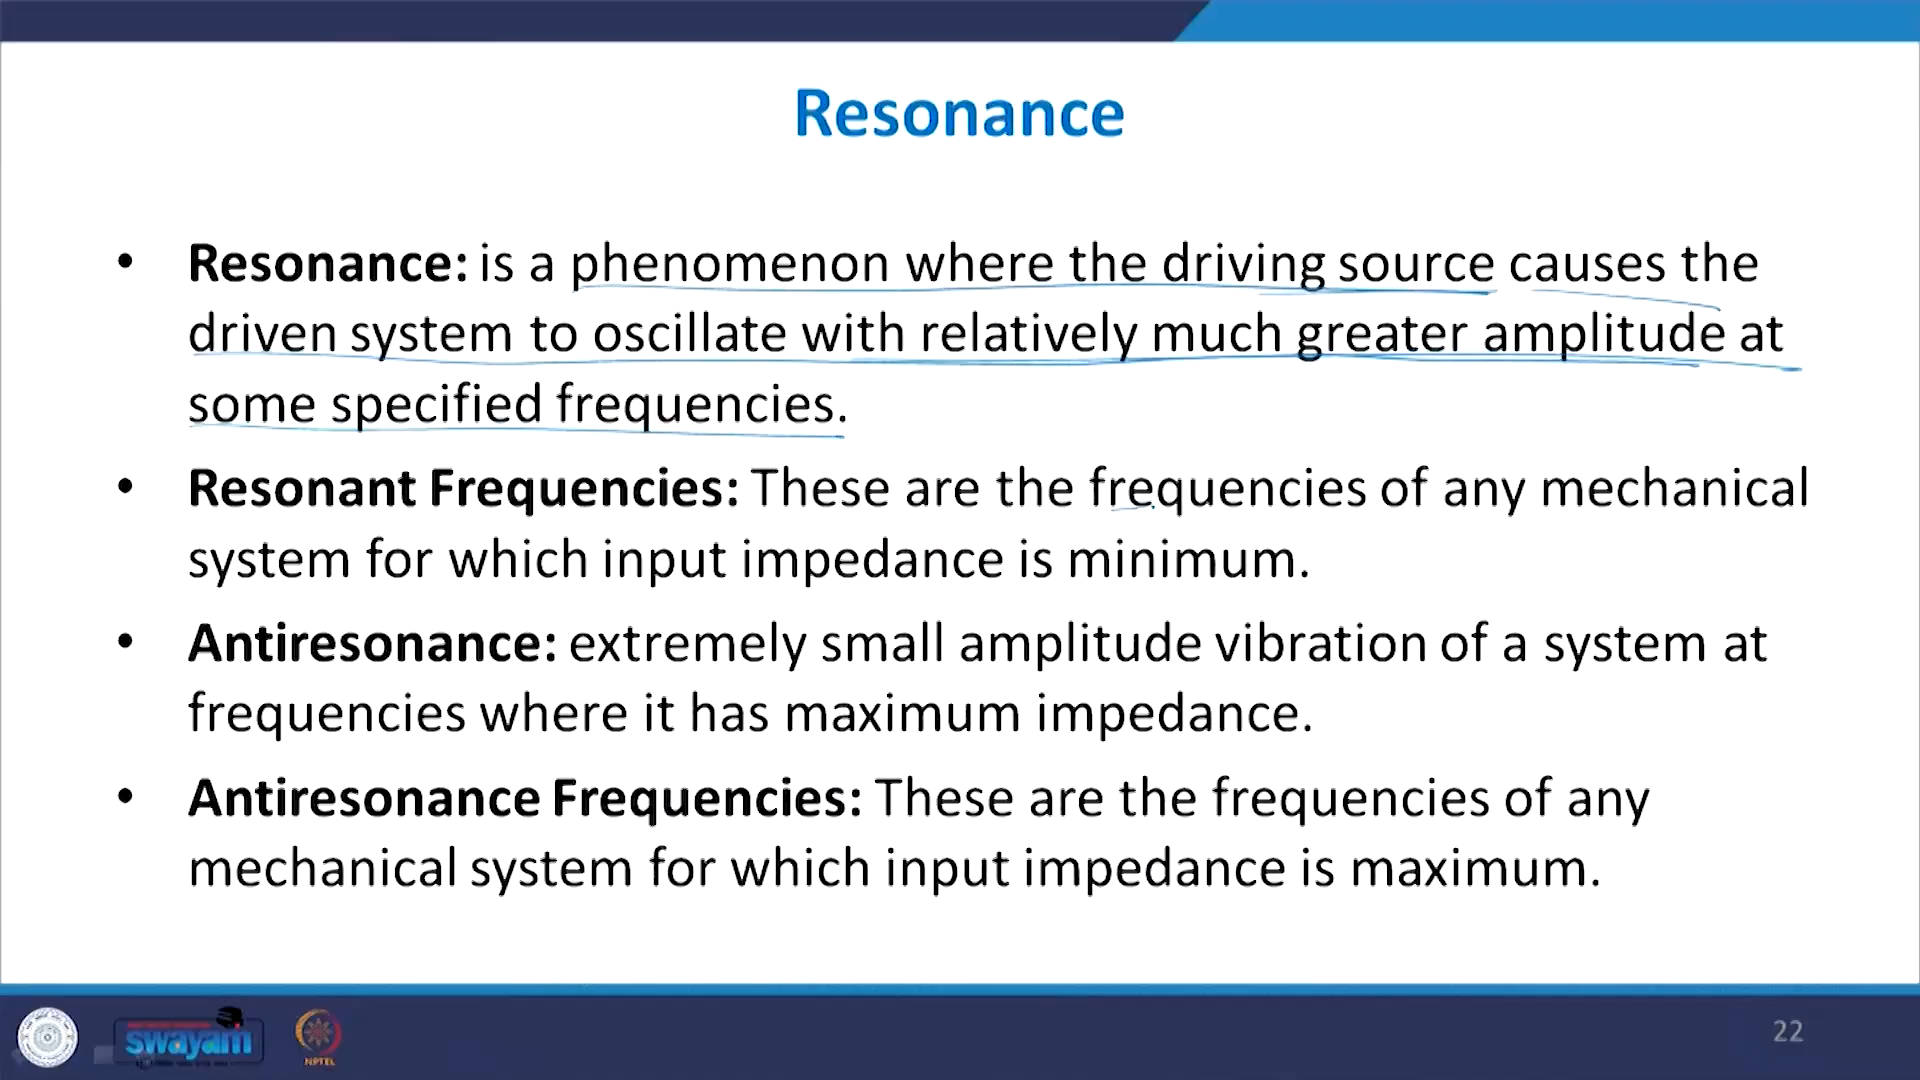 Resonance
• Resonance: is a phenomenon where the driving source causes the
driven system to oscillate with relatively much greater amplitude at
some specified frequencies.
• Resonant Frequencies: These are the frequencies of any mechanical
system for which input impedance is minimum.
• Antiresonance: extremely small amplitude vibration of a system at
frequencies where it has maximum impedance.
• Antiresonance Frequencies: These are the frequencies of any
mechanical system for which input impedance is maximum.
swayam
NPTEL
22